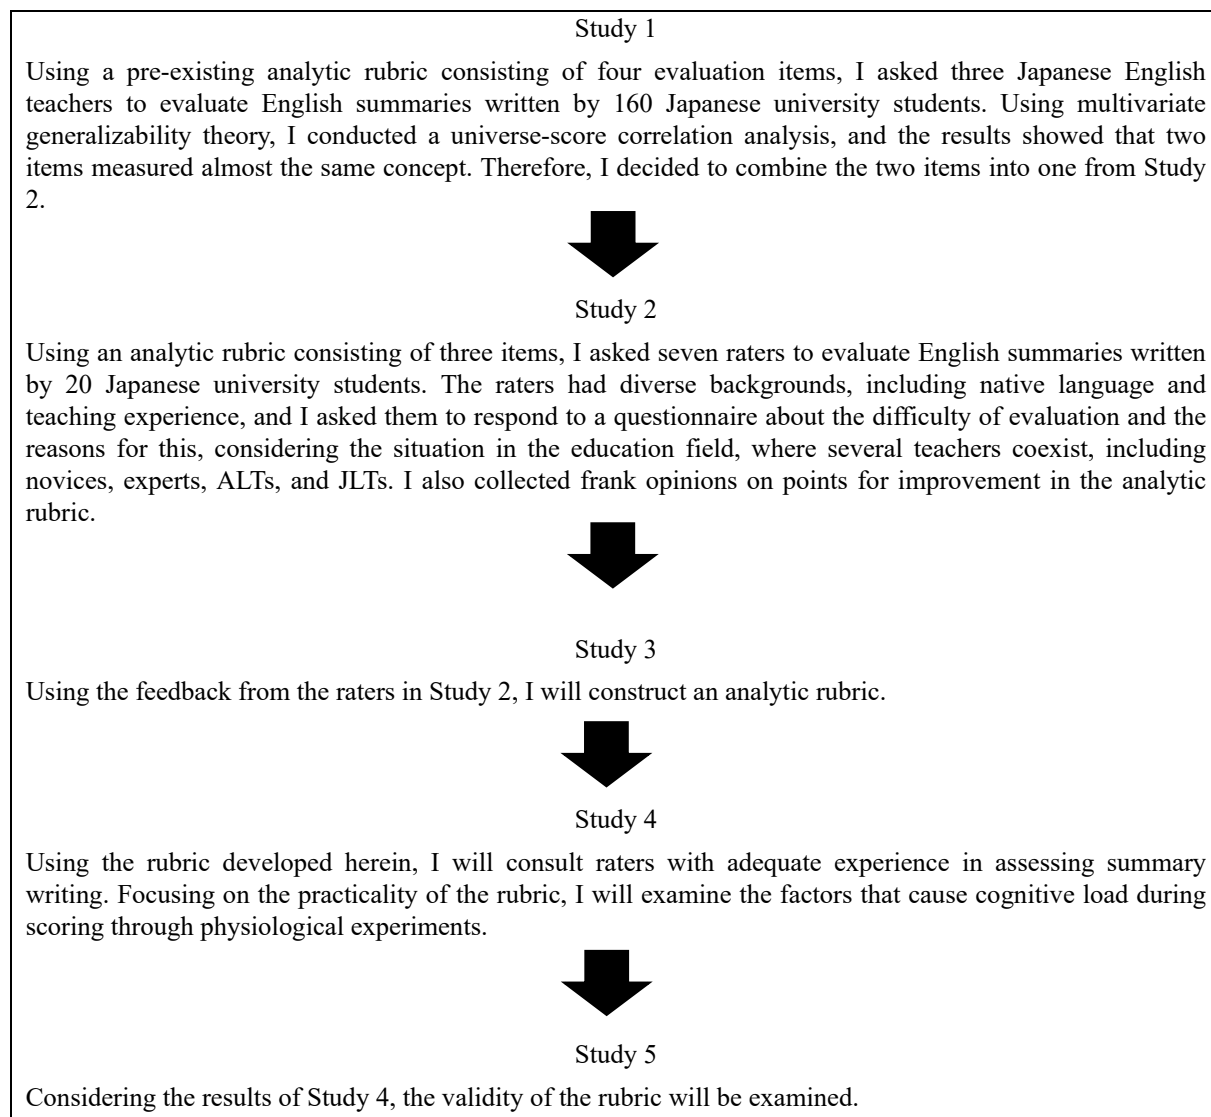 Study 1
Using a pre-existing analytic rubric consisting of four evaluation items, I asked three Japanese English
teachers to evaluate English summaries written by 160 Japanese university students. Using multivariate
generalizability theory, I conducted a universe-score correlation analysis, and the results showed that two
items measured almost the same concept. Therefore, I decided to combine the two items into one from Study
2.
Study 2
Using an analytic rubric consisting of three items, I asked seven raters to evaluate English summaries written
by 20 Japanese university students. The raters had diverse backgrounds, including native language and
teaching experience, and I asked them to respond to a questionnaire about the difficulty of evaluation and the
reasons for this, considering the situation in the education field, where several teachers coexist, including
novices, experts, ALTs, and JLTs. I also collected frank opinions on points for improvement in the analytic
rubric.
Study 3
Using the feedback from the raters in Study 2, I will construct an analytic rubric.
Study 4
Using the rubric developed herein, I will consult raters with adequate experience in assessing summary
writing. Focusing on the practicality of the rubric, I will examine the factors that cause cognitive load during
scoring through physiological experiments.
Study 5
Considering the results of Study 4, the validity of the rubric will be examined.